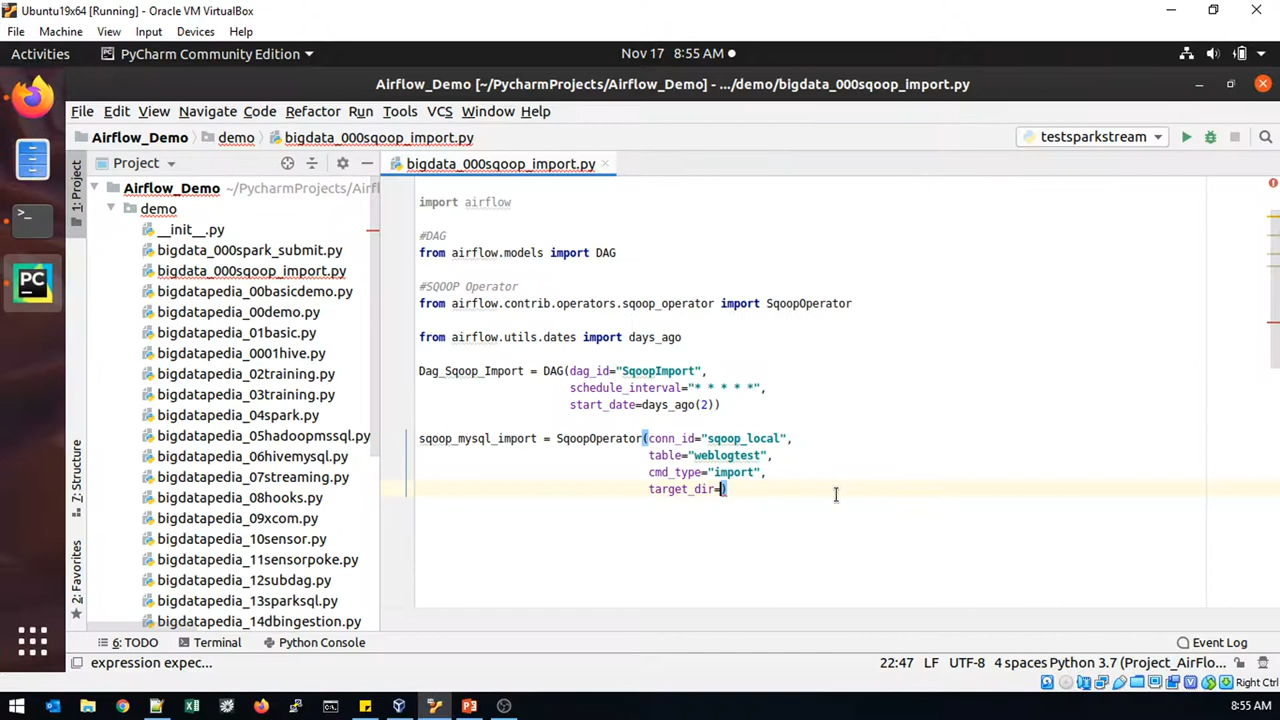 Ubuntu19x64 [Running] - Oracle VM VirtualBox
File Machine View Input Devices Help
Activities PyCharm Community Edition Nov 17 8:55 AM
Airflow_Demo [~/PycharmProjects/Airflow_Demo] - .../demo/bigdata_000sqoop_import.py
File Edit View Navigate Code Refactor Run Tools VCS Window Help
Airflow_Demo demo bigdata_000sqoop_import.py testsparkstream
Project bigdata_000sqoop_import.py
1: Project
7: Structure
2: Favorites
Airflow_Demo ~/PycharmProjects/Airfl
demo
__init__.py
bigdata_000spark_submit.py
bigdata_000sqoop_import.py
bigdatapedia_00basicdemo.py
bigdatapedia_00demo.py
bigdatapedia_01basic.py
bigdatapedia_0001hive.py
bigdatapedia_02training.py
bigdatapedia_03training.py
bigdatapedia_04spark.py
bigdatapedia_05hadoopmssql.py
bigdatapedia_06hivemysql.py
bigdatapedia_07streaming.py
bigdatapedia_08hooks.py
bigdatapedia_09xcom.py
bigdatapedia_10sensor.py
bigdatapedia_11sensorpoke.py
bigdatapedia_12subdag.py
bigdatapedia_13sparksql.py
bigdatapedia_14dbingestion.py
import airflow
#DAG
from airflow.models import DAG
#SQOOP Operator
from airflow.contrib.operators.sqoop_operator import SqoopOperator
from airflow.utils.dates import days_ago
Dag_Sqoop_Import = DAG(dag_id="SqoopImport",
schedule_interval="* * * * *",
start_date=days_ago(2))
sqoop_mysql_import = SqoopOperator(conn_id="sqoop_local",
table="weblogtest",
cmd_type="import",
target_dir=)
6: TODO Terminal Python Console Event Log
expression expec... 22:47 LF UTF-8 4 spaces Python 3.7 (Project_AirFlo...
Right Ctrl
8:55 AM